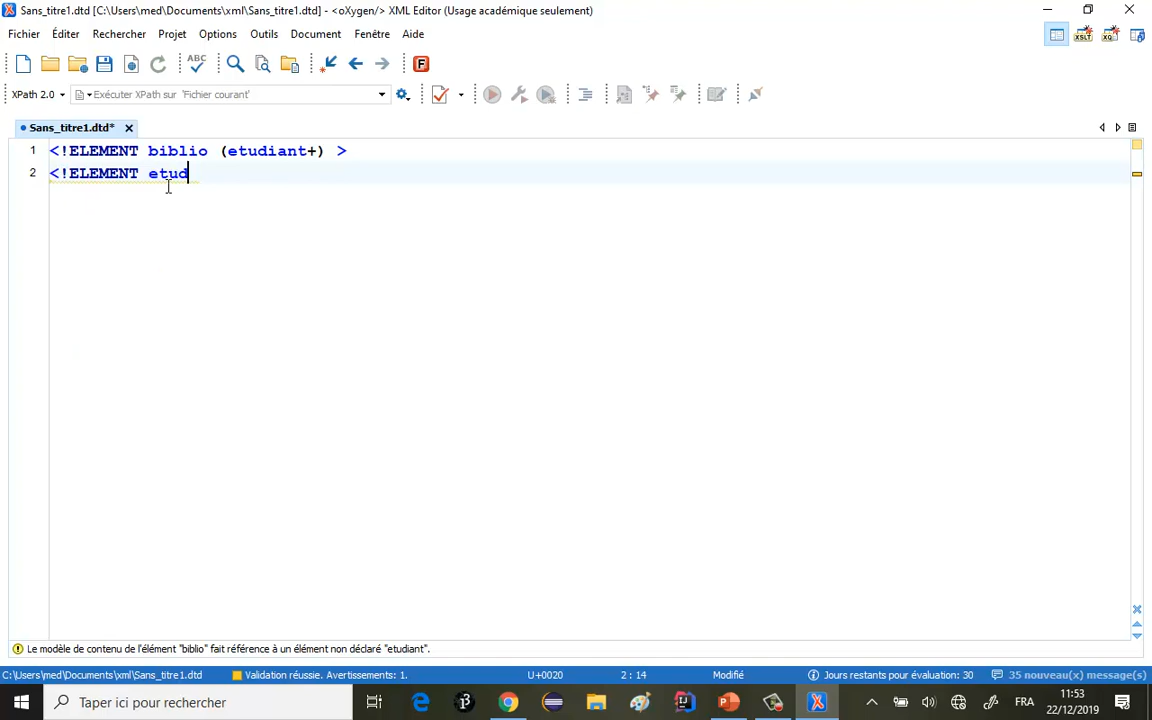 Sans_titre1.dtd [C:\Users\med\Documents\xml\Sans_titre1.dtd] - <oXygen/> XML Editor (Usage académique seulement)
Fichier Éditer Rechercher Projet Options Outils Document Fenêtre Aide
XPath 2.0 Exécuter XPath sur 'Fichier courant'
Sans_titre1.dtd*
1 <!ELEMENT biblio (etudiant+) >
2 <!ELEMENT etud
Le modèle de contenu de l'élément "biblio" fait référence à un élément non déclaré "etudiant".
C:\Users\med\Documents\xml\Sans_titre1.dtd Validation réussie. Avertissements: 1. U+0020 2 : 14 Modifié Jours restants pour évaluation: 30 35 nouveau(x) message(s)
Taper ici pour rechercher FRA 11:53
22/12/2019